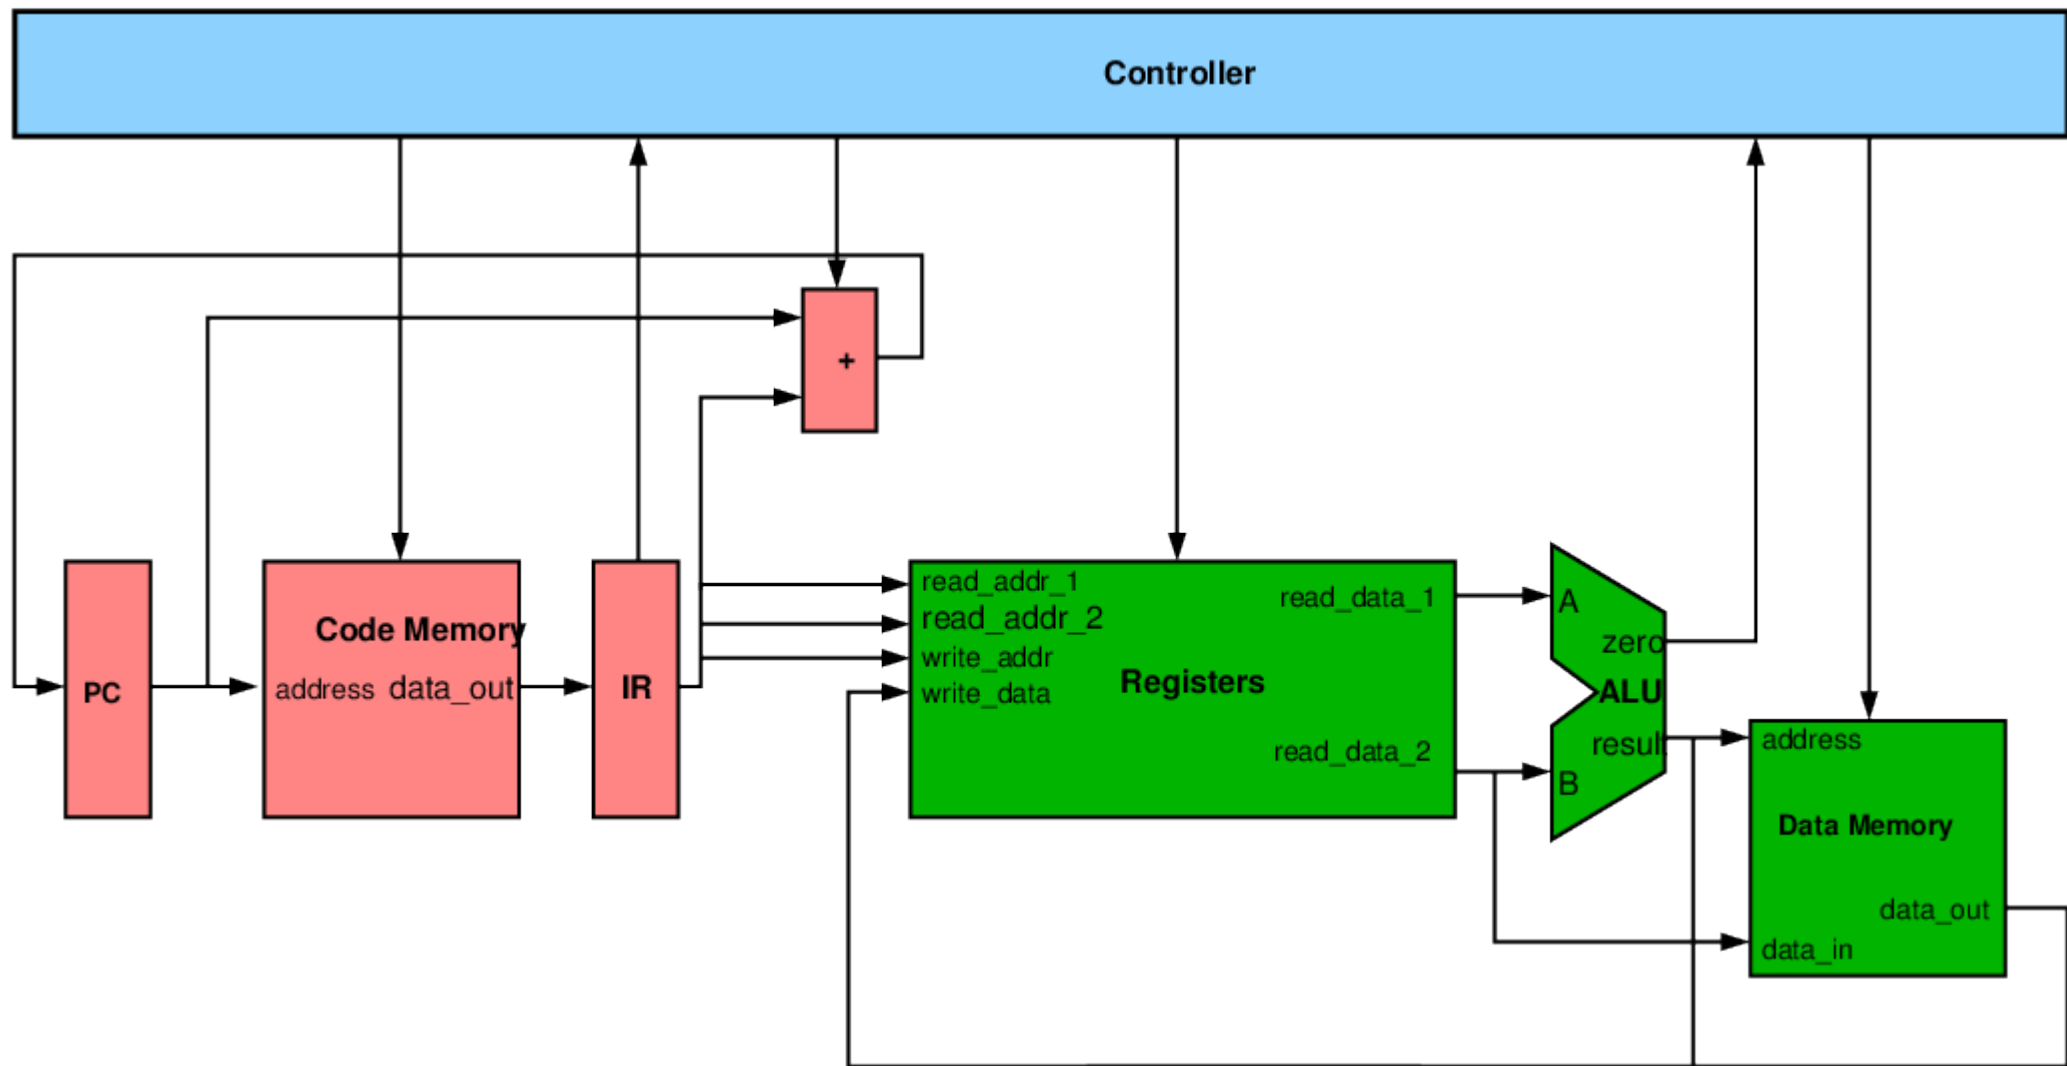 Controller
+
PC
Code Memory
address data_out
IR
read_addr_1
read_addr_2
write_addr
write_data
Registers
read_data_1
read_data_2
A
zero
ALU
result
B
address
Data Memory
data_out
data_in